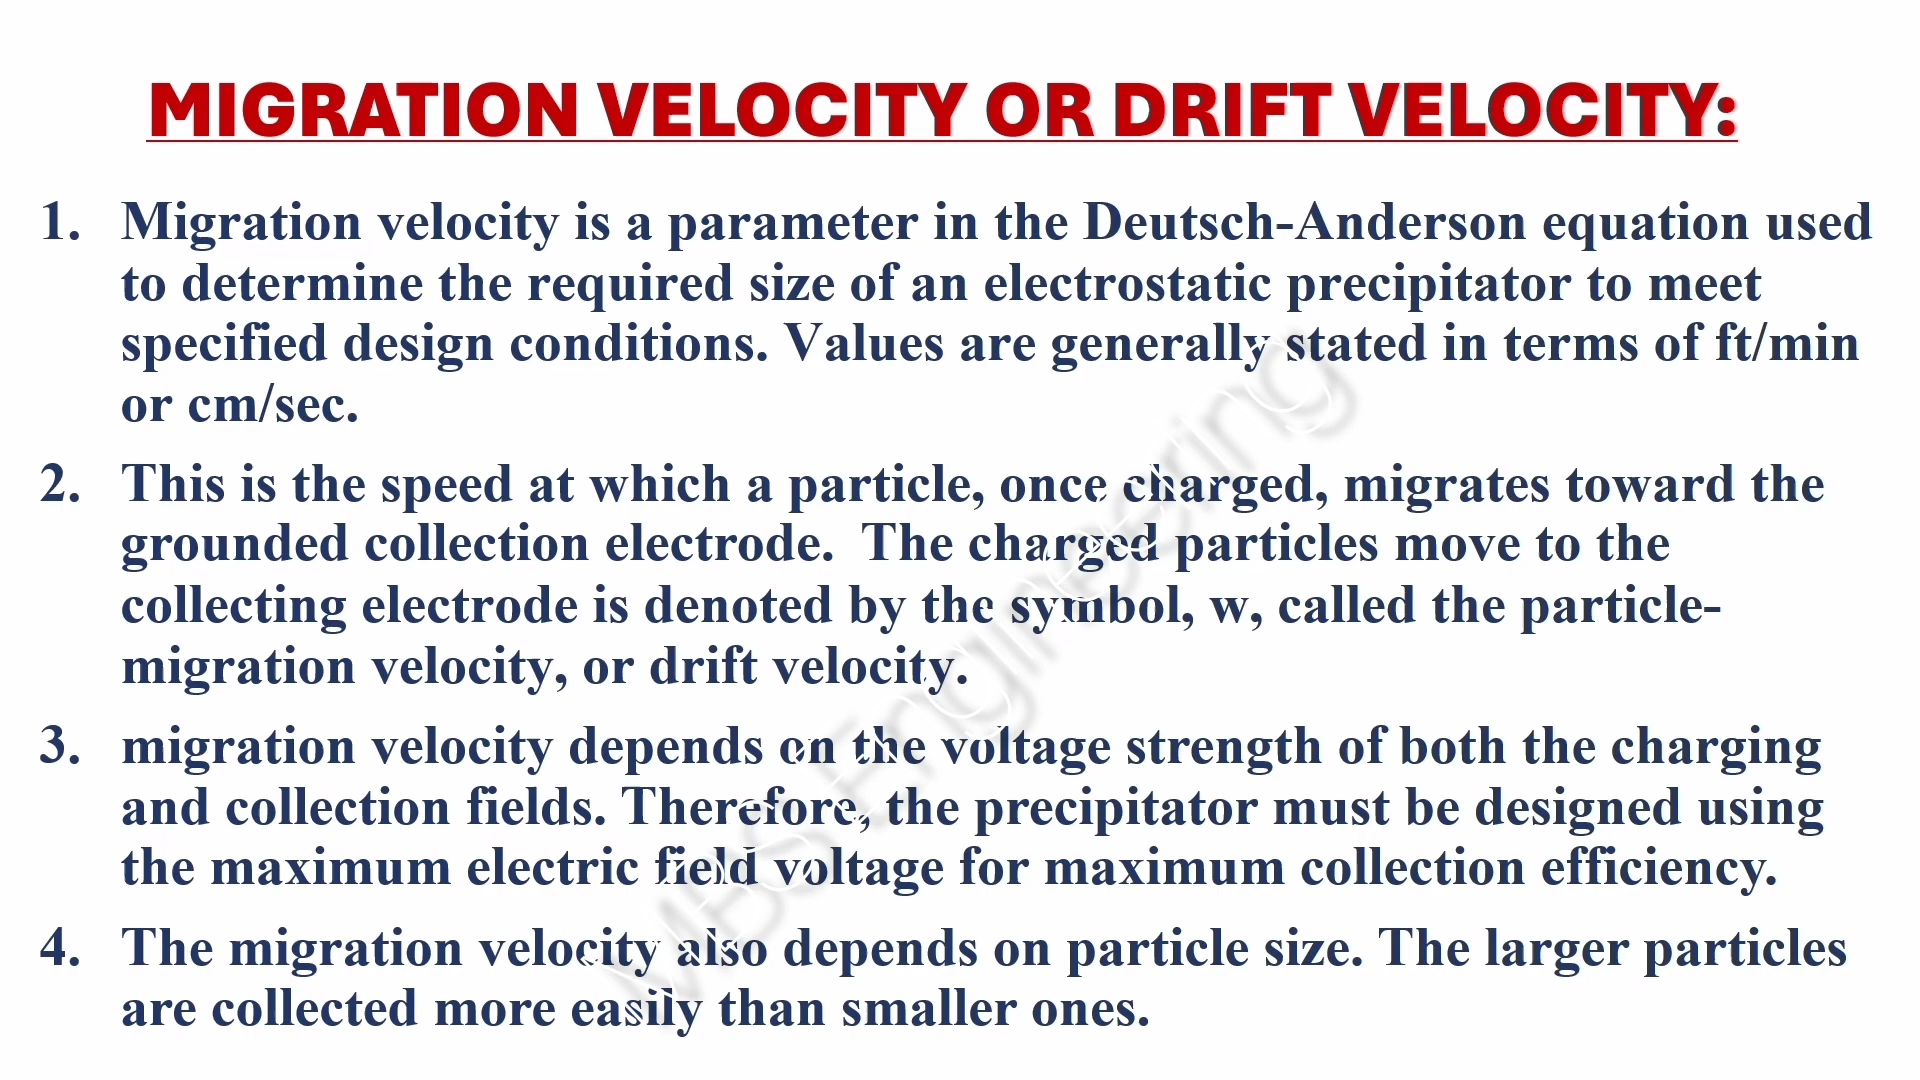 MIGRATION VELOCITY OR DRIFT VELOCITY:
1. Migration velocity is a parameter in the Deutsch-Anderson equation used
to determine the required size of an electrostatic precipitator to meet
specified design conditions. Values are generally stated in terms of ft/min
or cm/sec.
2. This is the speed at which a particle, once charged, migrates toward the
grounded collection electrode.  The charged particles move to the
collecting electrode is denoted by the symbol, w, called the particle-
migration velocity, or drift velocity.
3. migration velocity depends on the voltage strength of both the charging
and collection fields. Therefore, the precipitator must be designed using
the maximum electric field voltage for maximum collection efficiency.
4. The migration velocity also depends on particle size. The larger particles
are collected more easily than smaller ones.
MBS Engineering